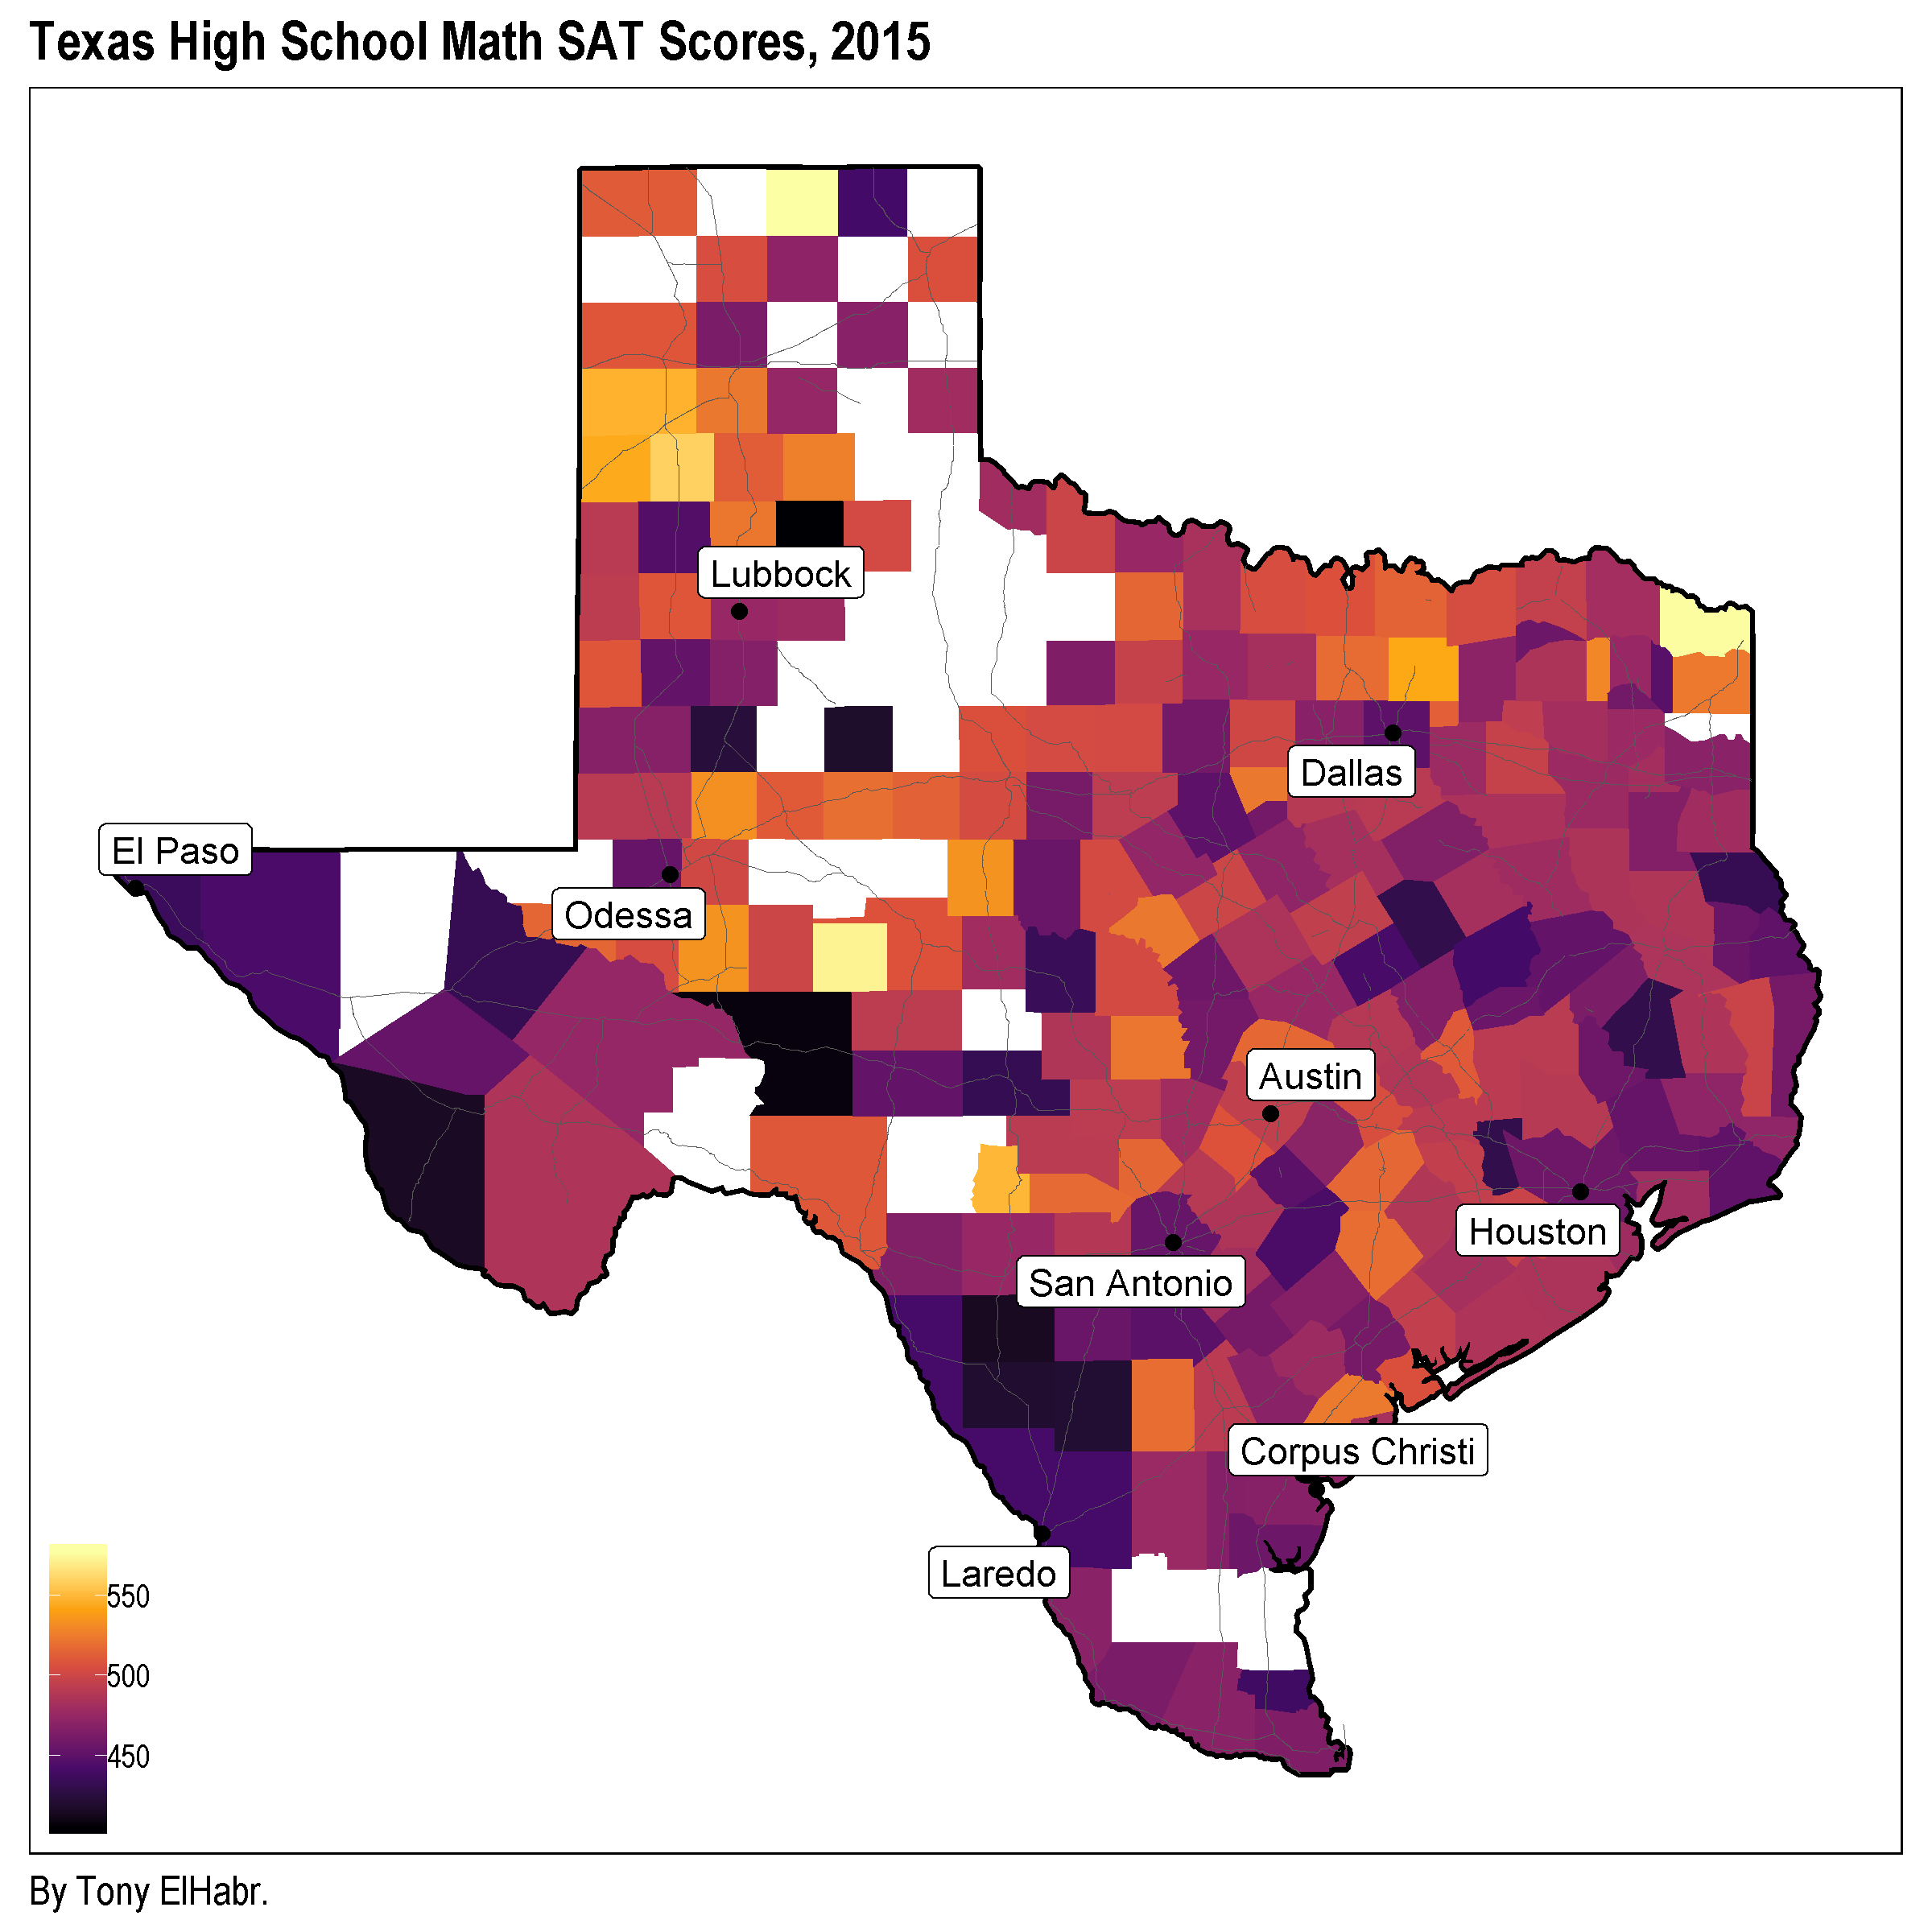 Texas High School Math SAT Scores, 2015
Lubbock
Dallas
El Paso
Odessa
Austin
Houston
San Antonio
Corpus Christi
Laredo
550
500
450
By Tony ElHabr.